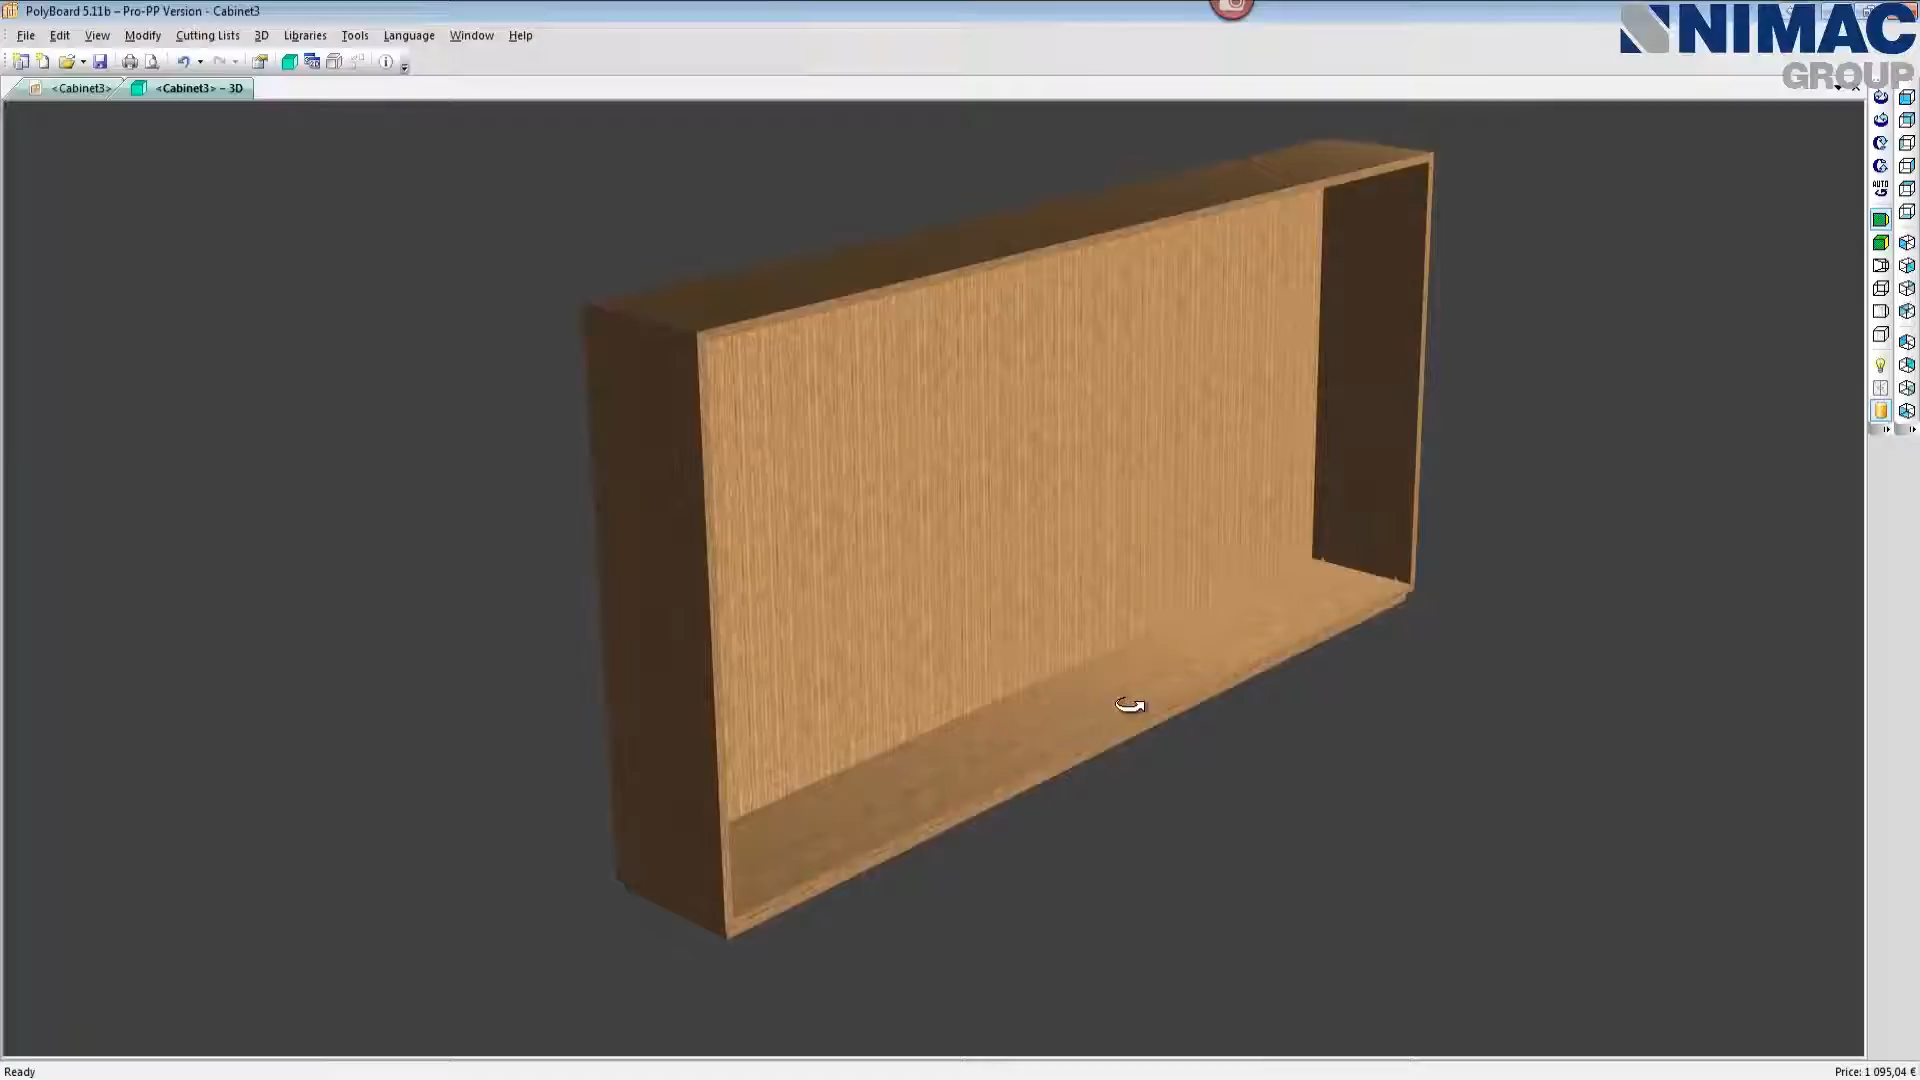 PolyBoard 5.11b – Pro-PP Version - Cabinet3
NIMAC
GROUP
File Edit View Modify Cutting Lists 3D Libraries Tools Language Window Help
<Cabinet3> <Cabinet3> – 3D
AUTO
Ready Price: 1 095,04 €